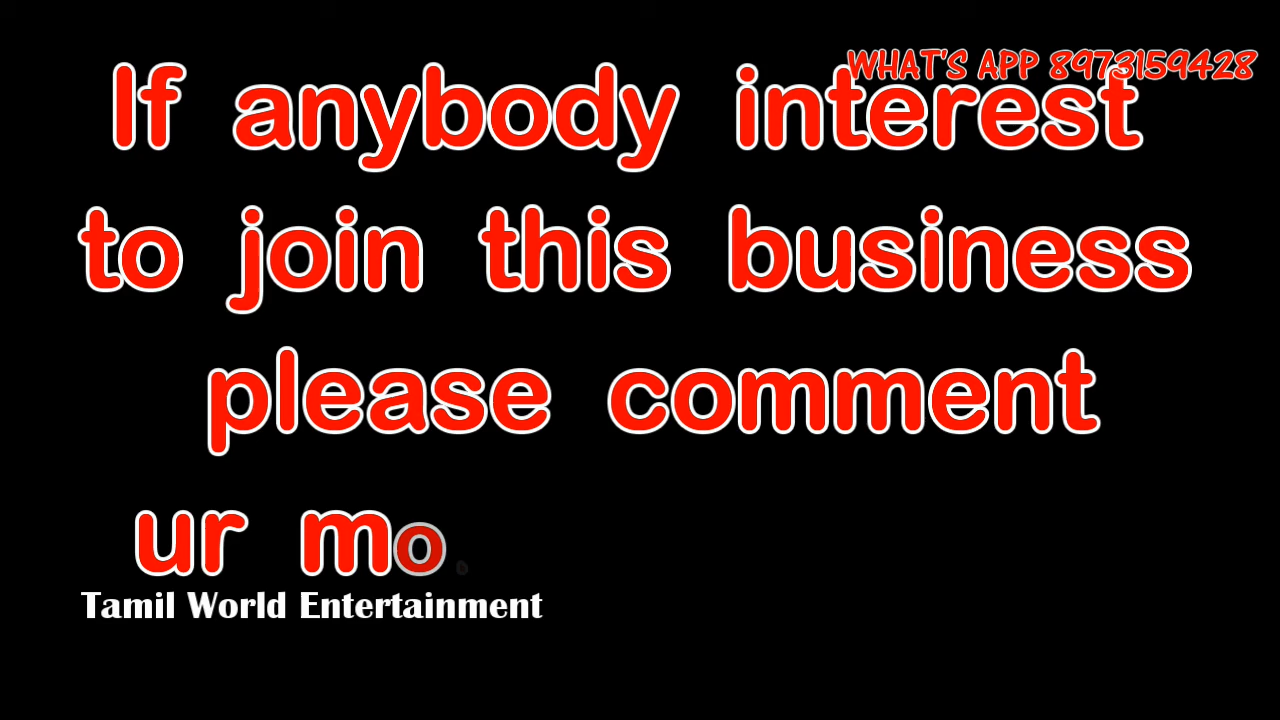 WHAT'S APP 8973159428
If anybody interest
to join this business
please comment
ur mo
Tamil World Entertainment